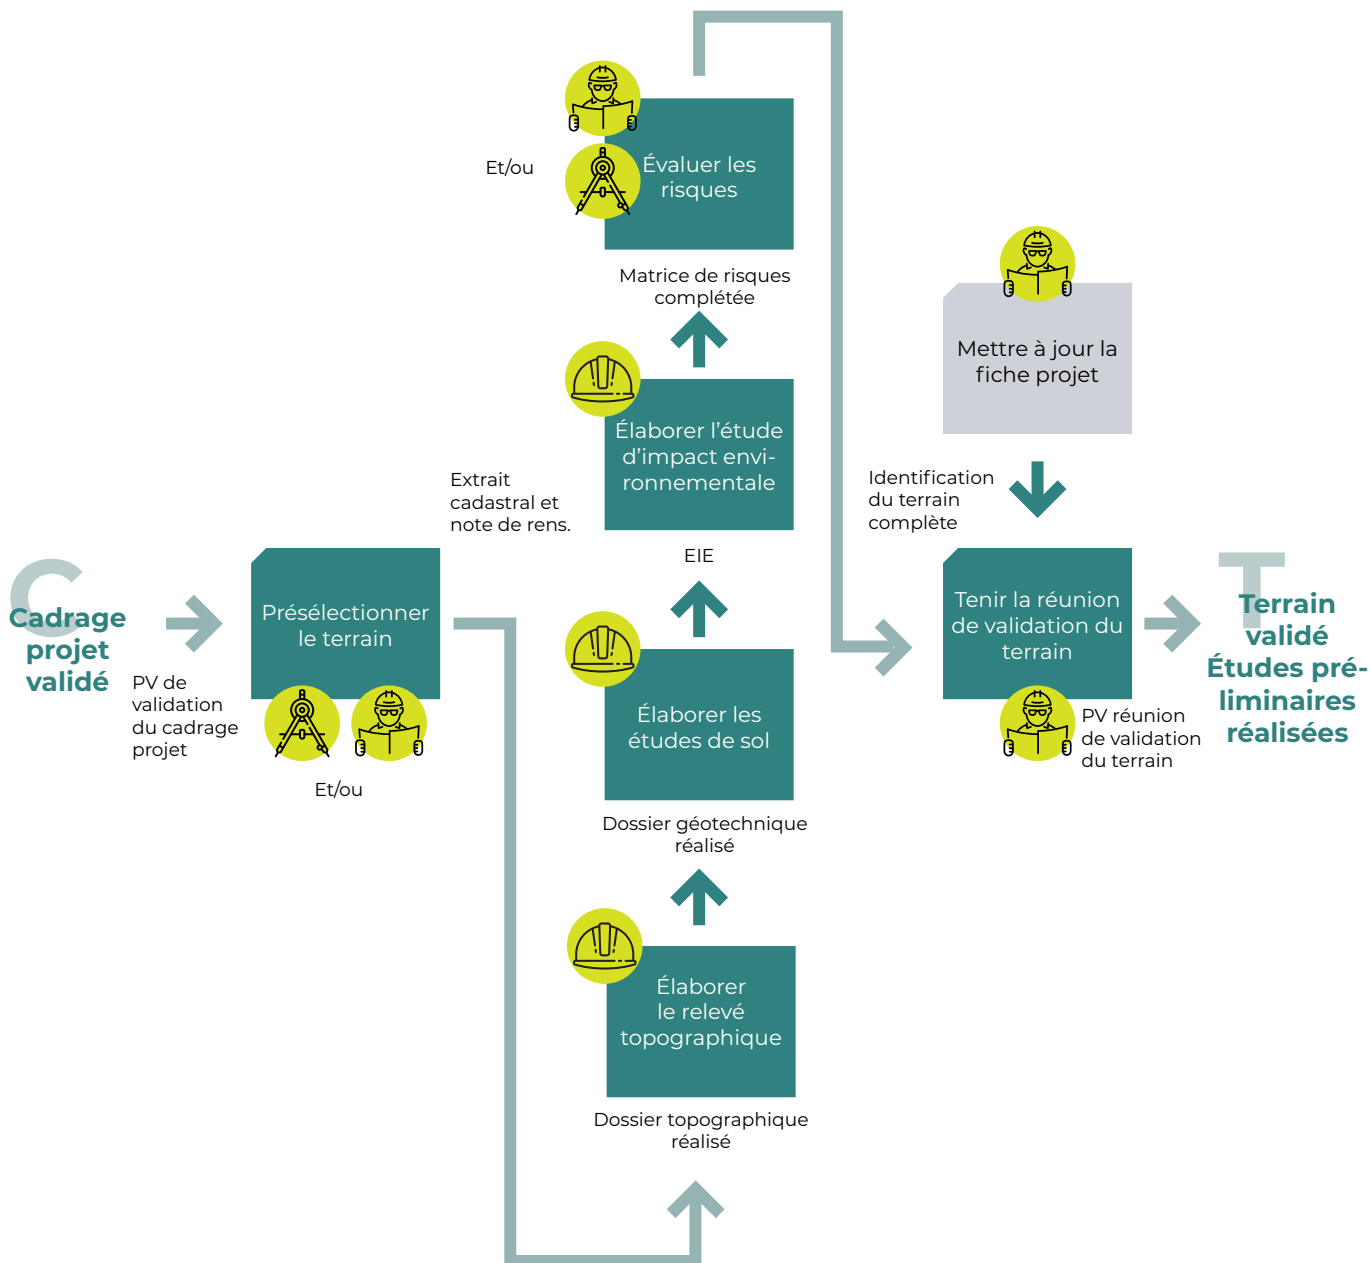 C
Cadrage
projet
validé
PV de
validation
du cadrage
projet
Présélectionner
le terrain
Et/ou
Extrait
cadastral et
note de rens.
Élaborer
le relevé
topographique
Dossier topographique
réalisé
Élaborer les
études de sol
Dossier géotechnique
réalisé
Élaborer l’étude
d’impact envi-
ronnementale
EIE
Et/ou
Évaluer les
risques
Matrice de risques
complétée
Mettre à jour la
fiche projet
Identification
du terrain
complète
Tenir la réunion
de validation du
terrain
PV réunion
de validation
du terrain
T
Terrain
validé
Études pré-
liminaires
réalisées